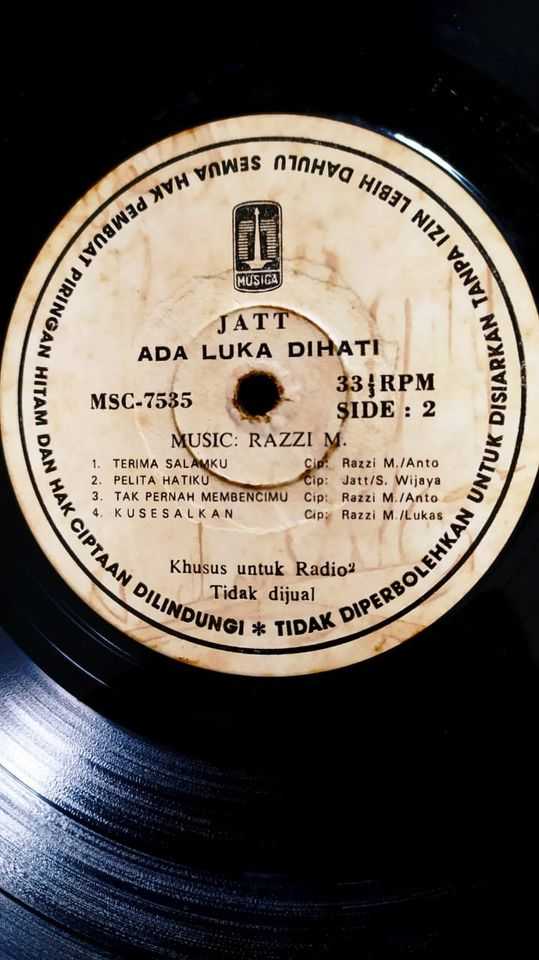 SEMUA HAK PEMBUAT PIRINGAN HITAM DAN HAK CIPTAAN DILINDUNGI * TIDAK DIPERBOLEHKAN UNTUK DISIARKAN TANPA IZIN LEBIH DAHULU
MUSICA
JATT
ADA LUKA DIHATI
MSC-7535
33⅓RPM
SIDE : 2
MUSIC: RAZZI M.
1. TERIMA SALAMKU Cip: Razzi M./Anto
2. PELITA HATIKU Cip: Jatt/S. Wijaya
3. TAK PERNAH MEMBENCIMU Cip: Razzi M./Anto
4. KUSESALKAN Cip: Razzi M./Lukas
Khusus untuk Radio²
Tidak dijual